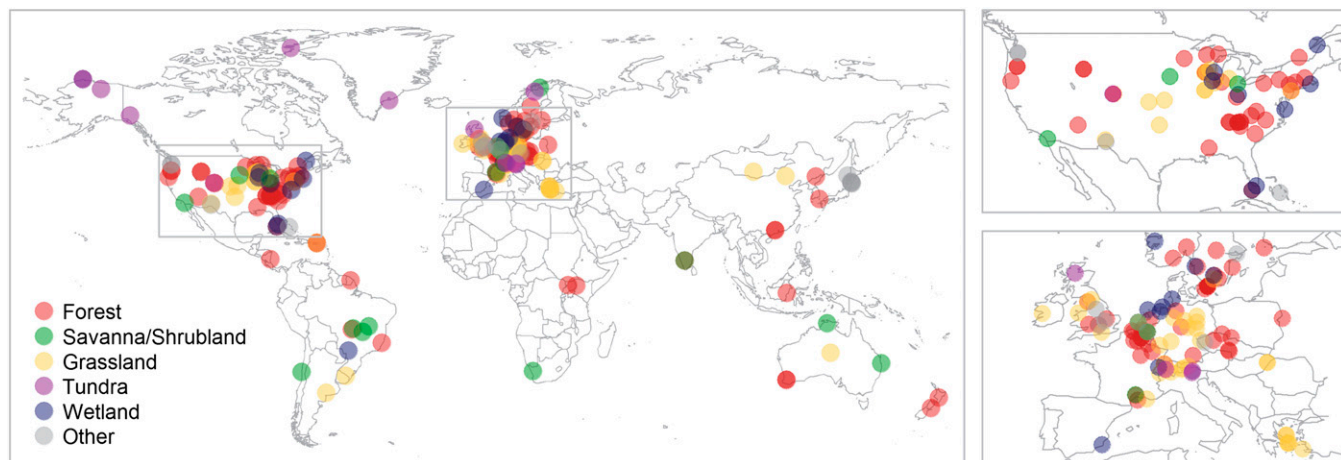 Forest
Savanna/Shrubland
Grassland
Tundra
Wetland
Other